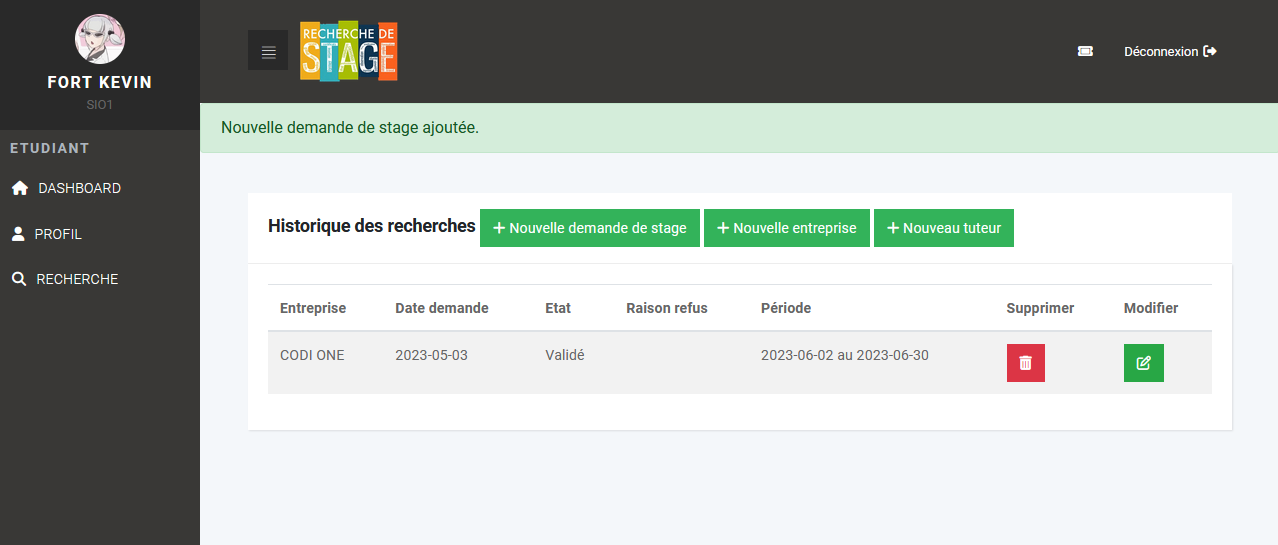 FORT KEVIN
SIO1
ETUDIANT
DASHBOARD
PROFIL
RECHERCHE
RECHERCHE DE
STAGE
Déconnexion
Nouvelle demande de stage ajoutée.
Historique des recherches + Nouvelle demande de stage + Nouvelle entreprise + Nouveau tuteur
Entreprise Date demande Etat Raison refus Période Supprimer Modifier
CODI ONE 2023-05-03 Validé 2023-06-02 au 2023-06-30